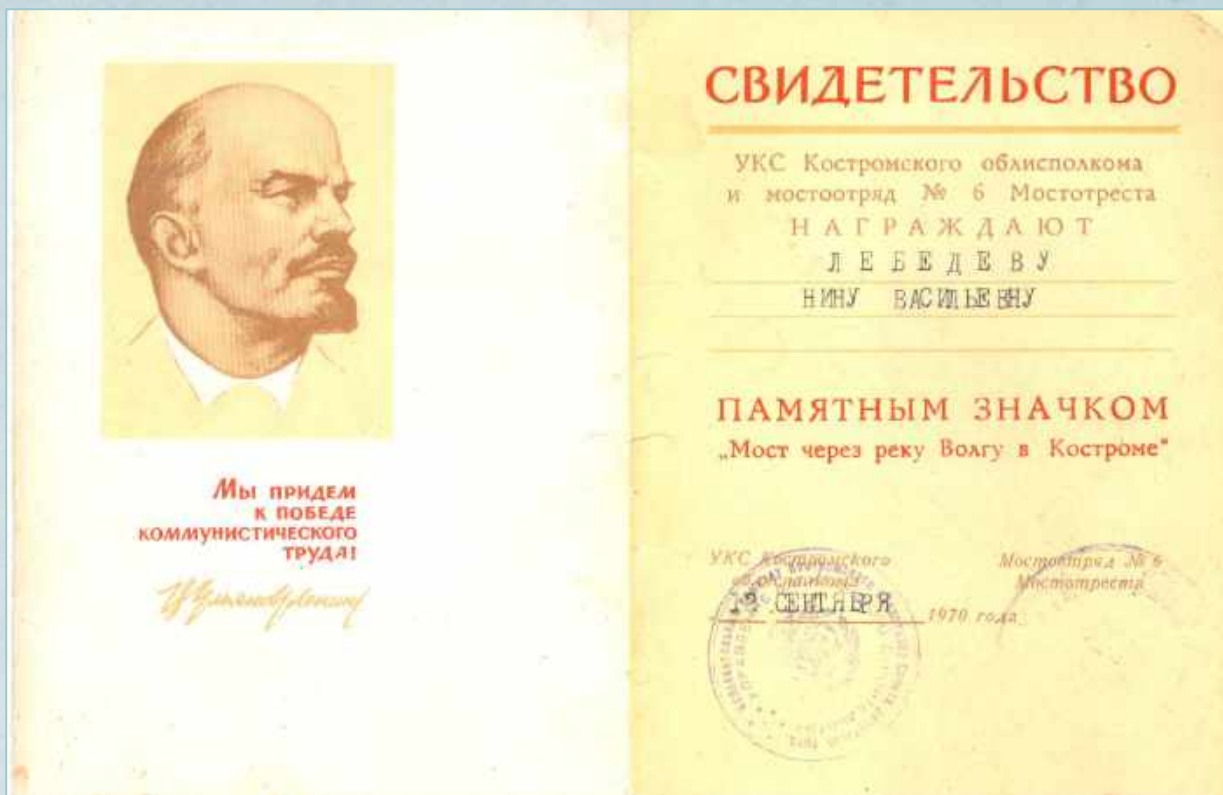 Мы придем
к победе
коммунистического
труда!
СВИДЕТЕЛЬСТВО
УКС Костромского облисполкома
и мостоотряд № 6 Мостотреста
НАГРАЖДАЮТ
ЛЕБЕДЕВУ
НИНУ ВАСИЛЬЕВНУ
ПАМЯТНЫМ ЗНАЧКОМ
„Мост через реку Волгу в Костроме“
УКС Костромского
облисполкома
СЕНТЯБРЯ 1970 года
Мостоотряд № 6
Мостотреста